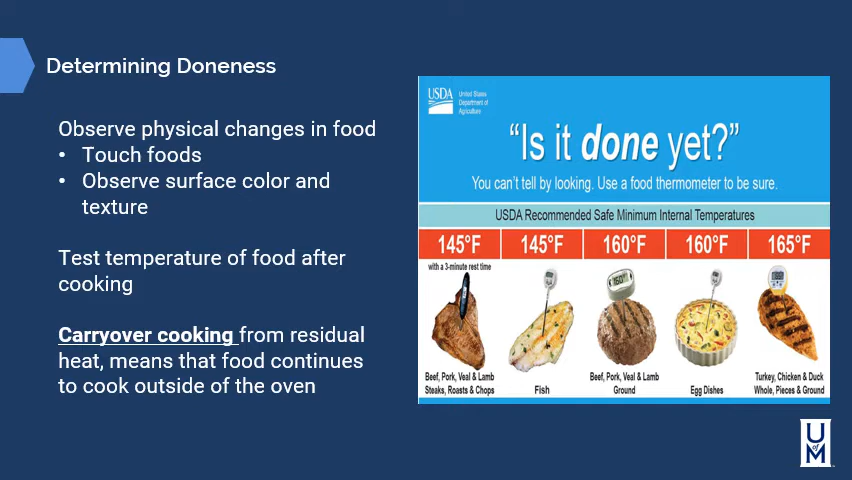 Determining Doneness
Observe physical changes in food
• Touch foods
• Observe surface color and
texture
Test temperature of food after
cooking
Carryover cooking from residual
heat, means that food continues
to cook outside of the oven
USDA
United States
Department of
Agriculture
“Is it done yet?”
You can’t tell by looking. Use a food thermometer to be sure.
USDA Recommended Safe Minimum Internal Temperatures
145°F 145°F 160°F 160°F 165°F
with a 3-minute rest time
160°F
Beef, Pork, Veal & Lamb
Steaks, Roasts & Chops
Fish
Beef, Pork, Veal & Lamb
Ground
Egg Dishes
Turkey, Chicken & Duck
Whole, Pieces & Ground
U
of
M